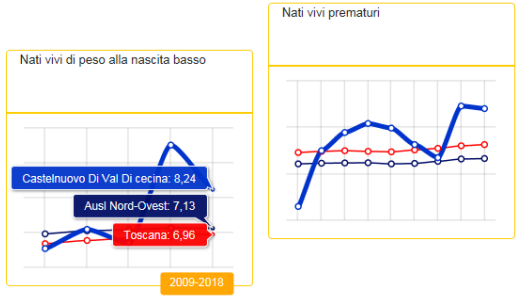 Nati vivi di peso alla nascita basso
Castelnuovo Di Val Di cecina: 8,24
Ausl Nord-Ovest: 7,13
Toscana: 6,96
2009-2018
Nati vivi prematuri